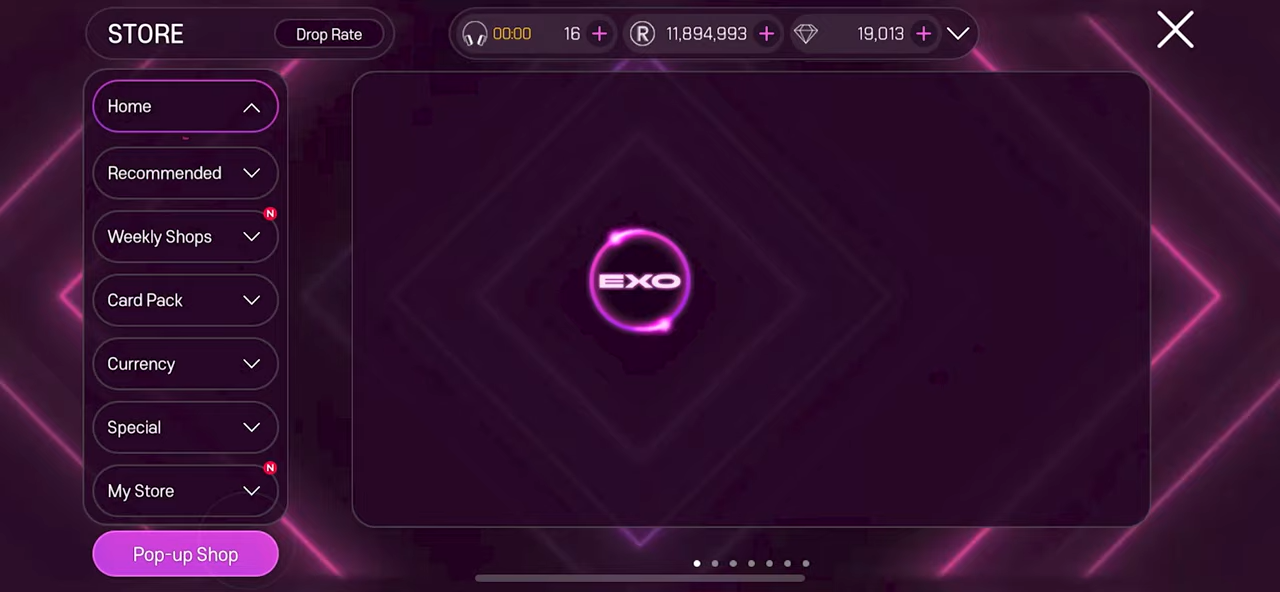 STORE
Drop Rate
00:00
16
R
11,894,993
19,013
Home
Recommended
N
Weekly Shops
Card Pack
Currency
Special
N
My Store
Pop-up Shop
EXO